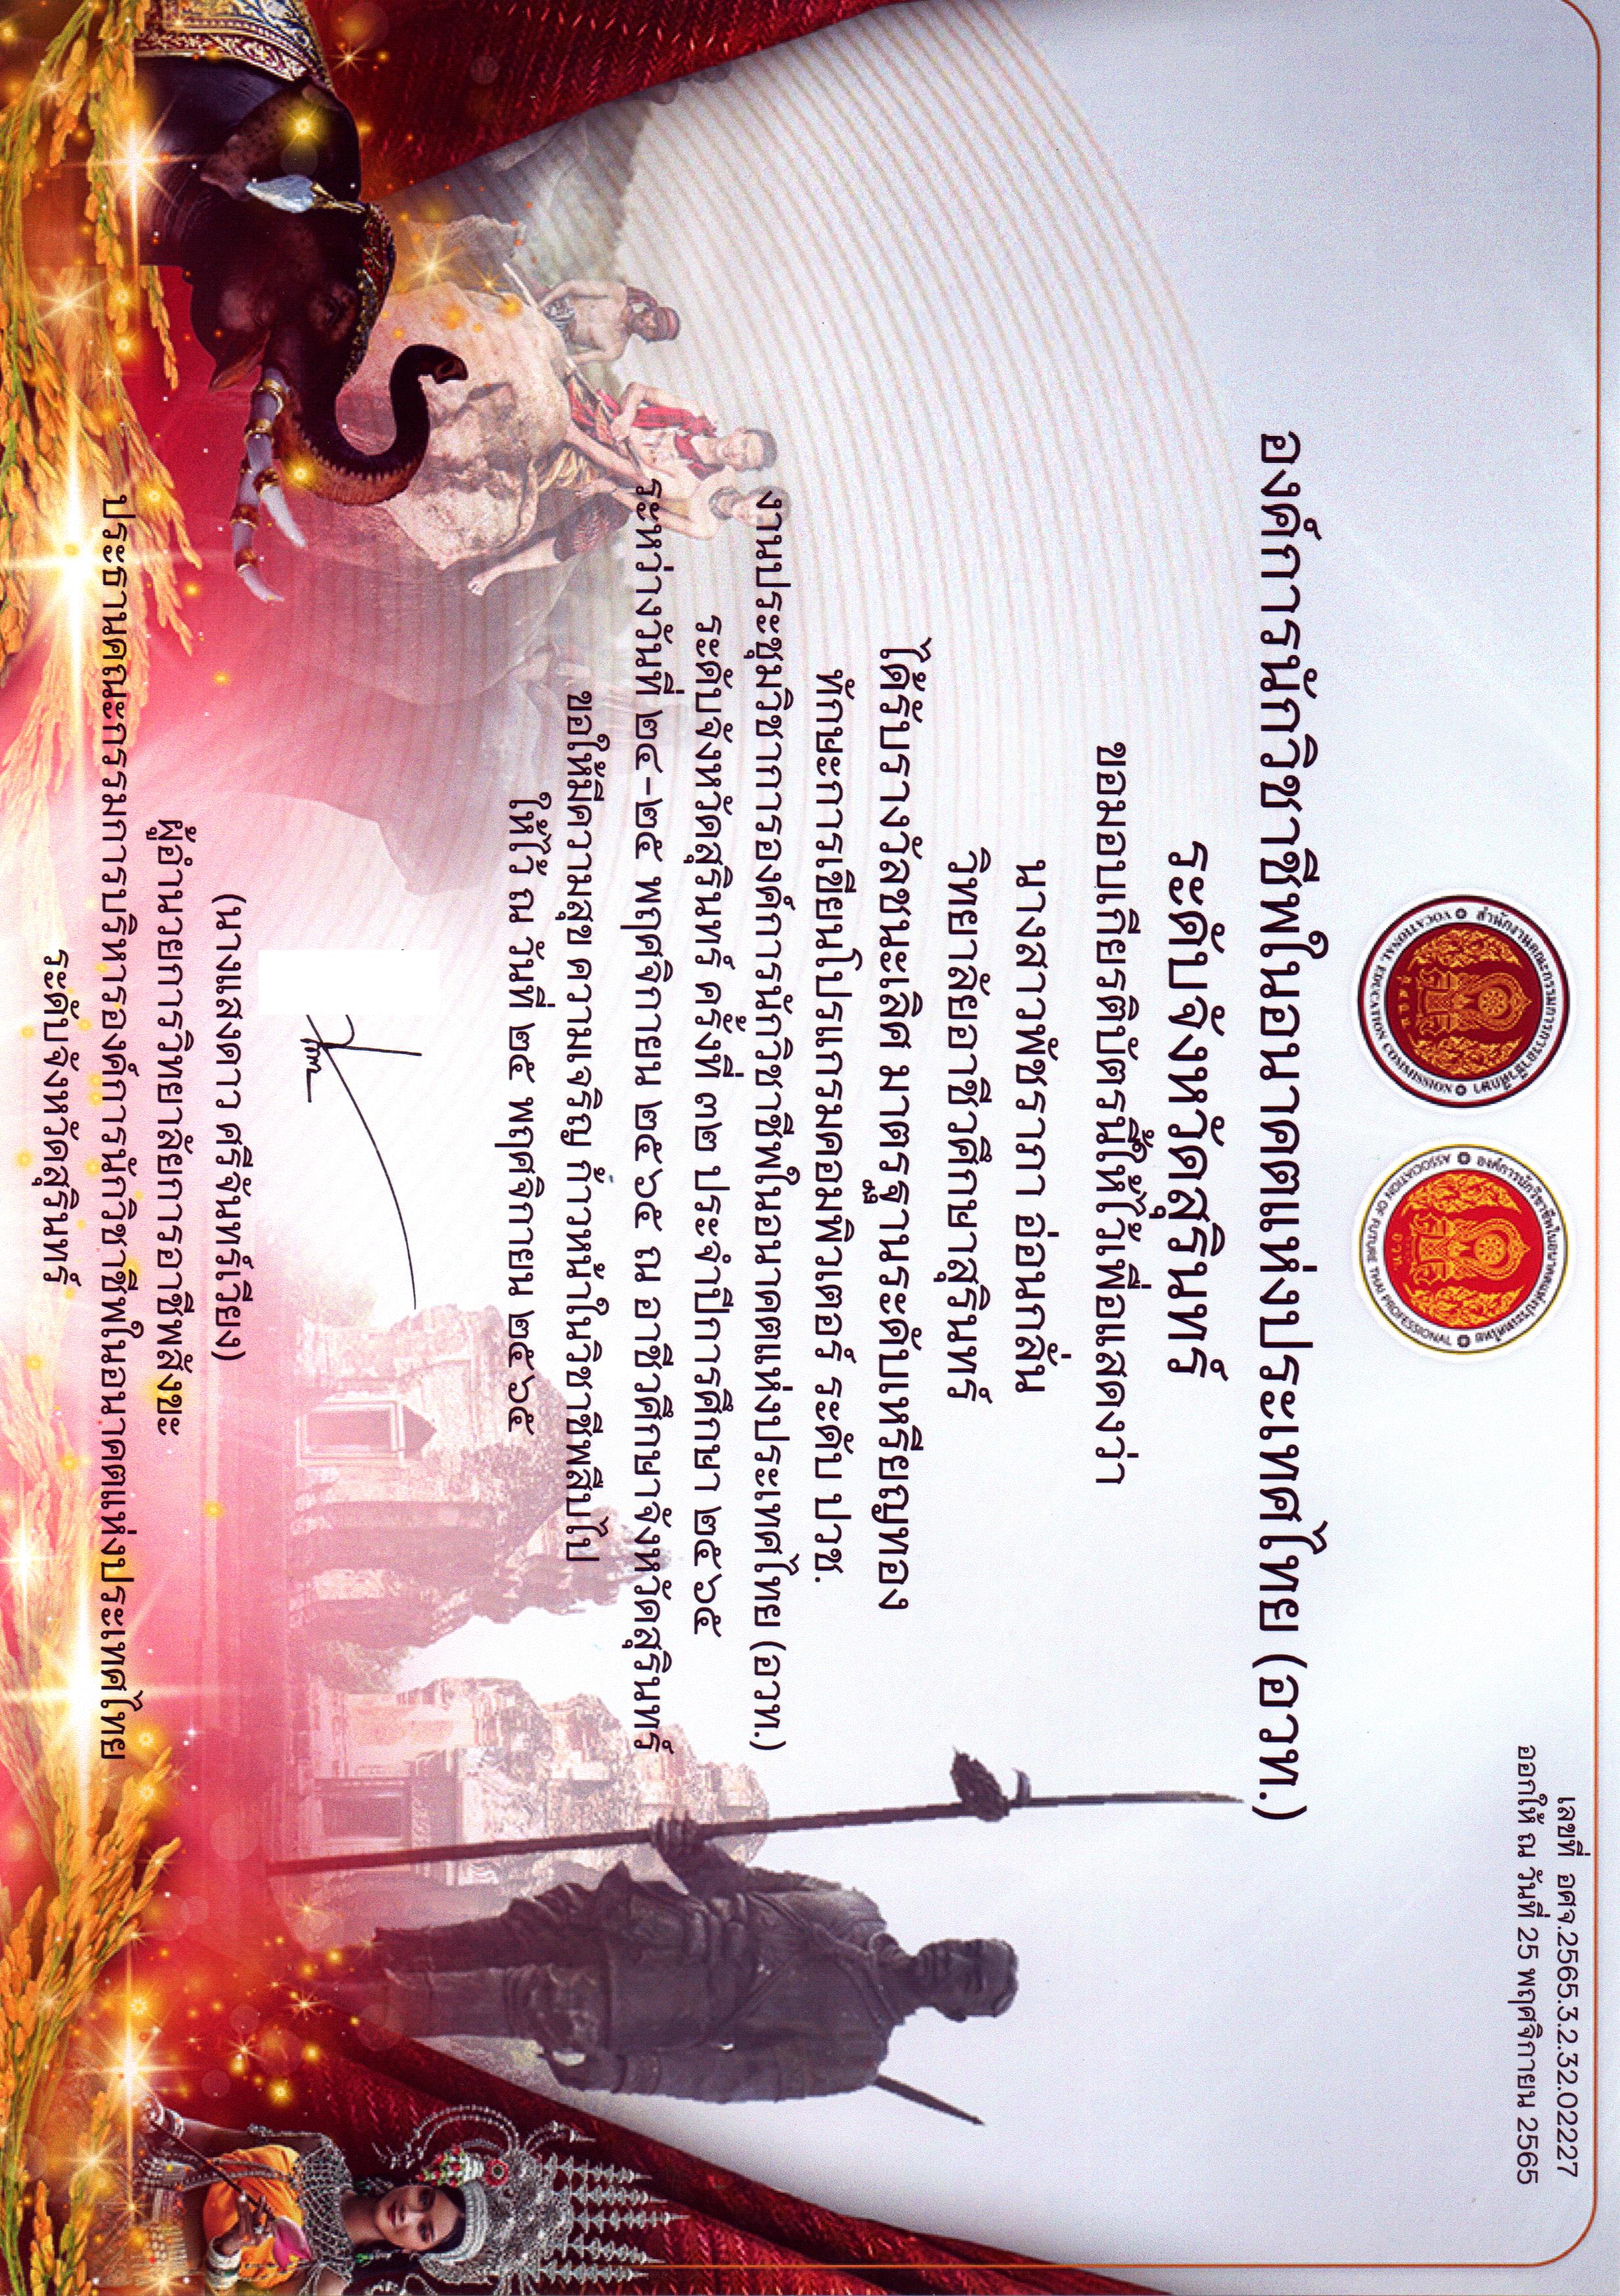 เลขที่ อศจ.2565.3.2.32.02227
ออกให้ ณ วันที่ 25 พฤศจิกายน 2565
สำนักงานคณะกรรมการการอาชีวศึกษา
VOCATIONAL EDUCATION COMMISSION
องค์การนักวิชาชีพในอนาคตแห่งประเทศไทย
ASSOCIATION OF FUTURE THAI PROFESSIONAL
อวท.
องค์การนักวิชาชีพในอนาคตแห่งประเทศไทย (อวท.)
ระดับจังหวัดสุรินทร์
ขอมอบเกียรติบัตรนี้ให้ไว้เพื่อแสดงว่า
นางสาวพัชราภา อ่อนกลั่น
วิทยาลัยอาชีวศึกษาสุรินทร์
ได้รับรางวัลชนะเลิศ มาตรฐานระดับเหรียญทอง
ทักษะการเขียนโปรแกรมคอมพิวเตอร์ ระดับ ปวช.
งานประชุมวิชาการองค์การนักวิชาชีพในอนาคตแห่งประเทศไทย (อวท.)
ระดับจังหวัดสุรินทร์ ครั้งที่ ๓๒ ประจำปีการศึกษา ๒๕๖๕
ระหว่างวันที่ ๒๔-๒๕ พฤศจิกายน ๒๕๖๕ ณ อาชีวศึกษาจังหวัดสุรินทร์
ขอให้มีความสุข ความเจริญ ก้าวหน้าในวิชาชีพสืบไป
ให้ไว้ ณ วันที่ ๒๕ พฤศจิกายน ๒๕๖๕
(นางแสงดาว ศรีจันทร์เวียง)
ผู้อำนวยการวิทยาลัยการอาชีพสังขะ
ประธานคณะกรรมการบริหารองค์การนักวิชาชีพในอนาคตแห่งประเทศไทย
ระดับจังหวัดสุรินทร์